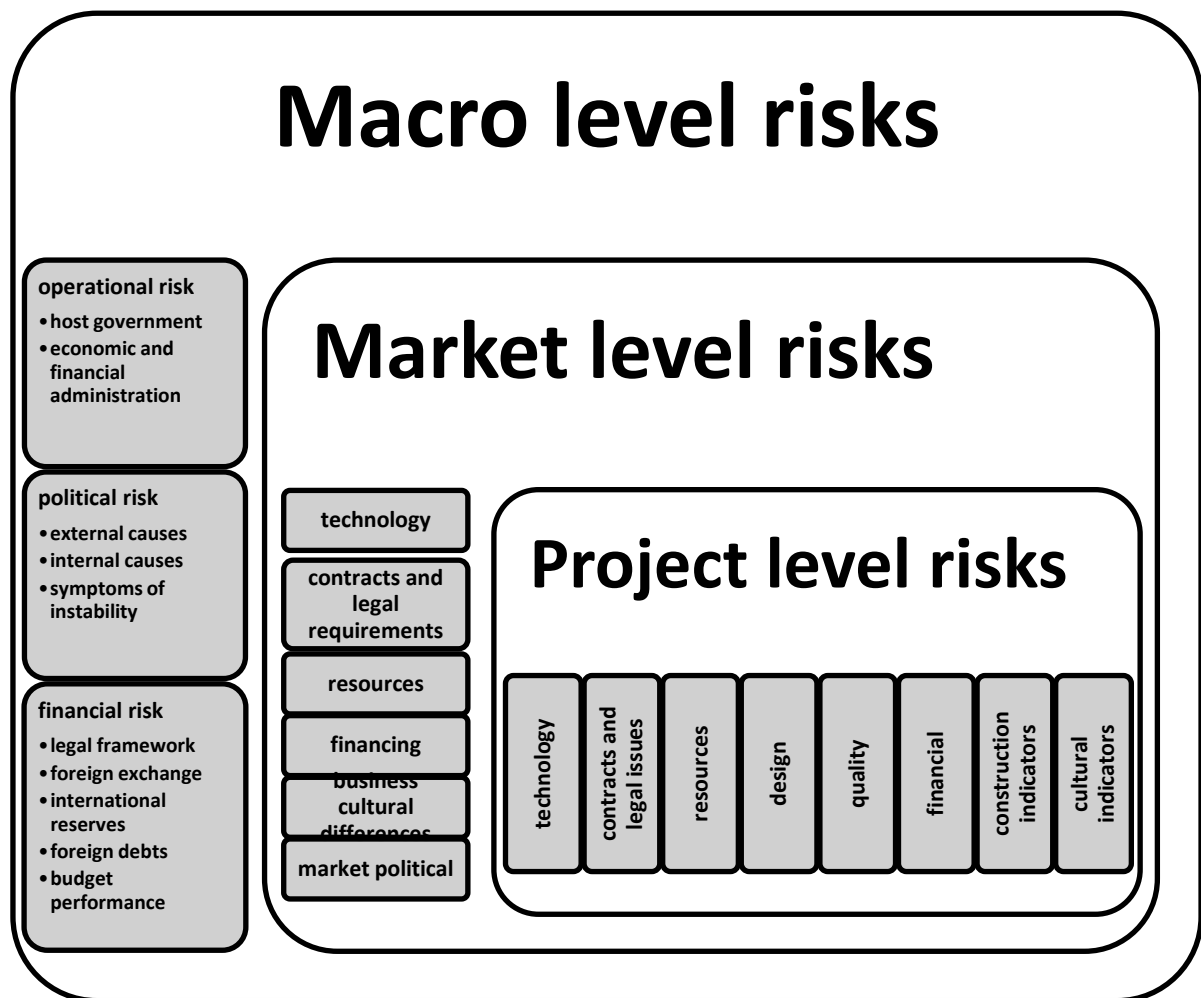 Macro level risks
operational risk
•host government
•economic and
financial
administration
political risk
•external causes
•internal causes
•symptoms of
instability
financial risk
•legal framework
•foreign exchange
•international
reserves
•foreign debts
•budget
performance
Market level risks
technology
contracts and
legal
requirements
resources
financing
business
cultural
differences
market political
Project level risks
technology
contracts and
legal issues
resources
design
quality
financial
construction
indicators
cultural
indicators